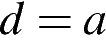 d = a